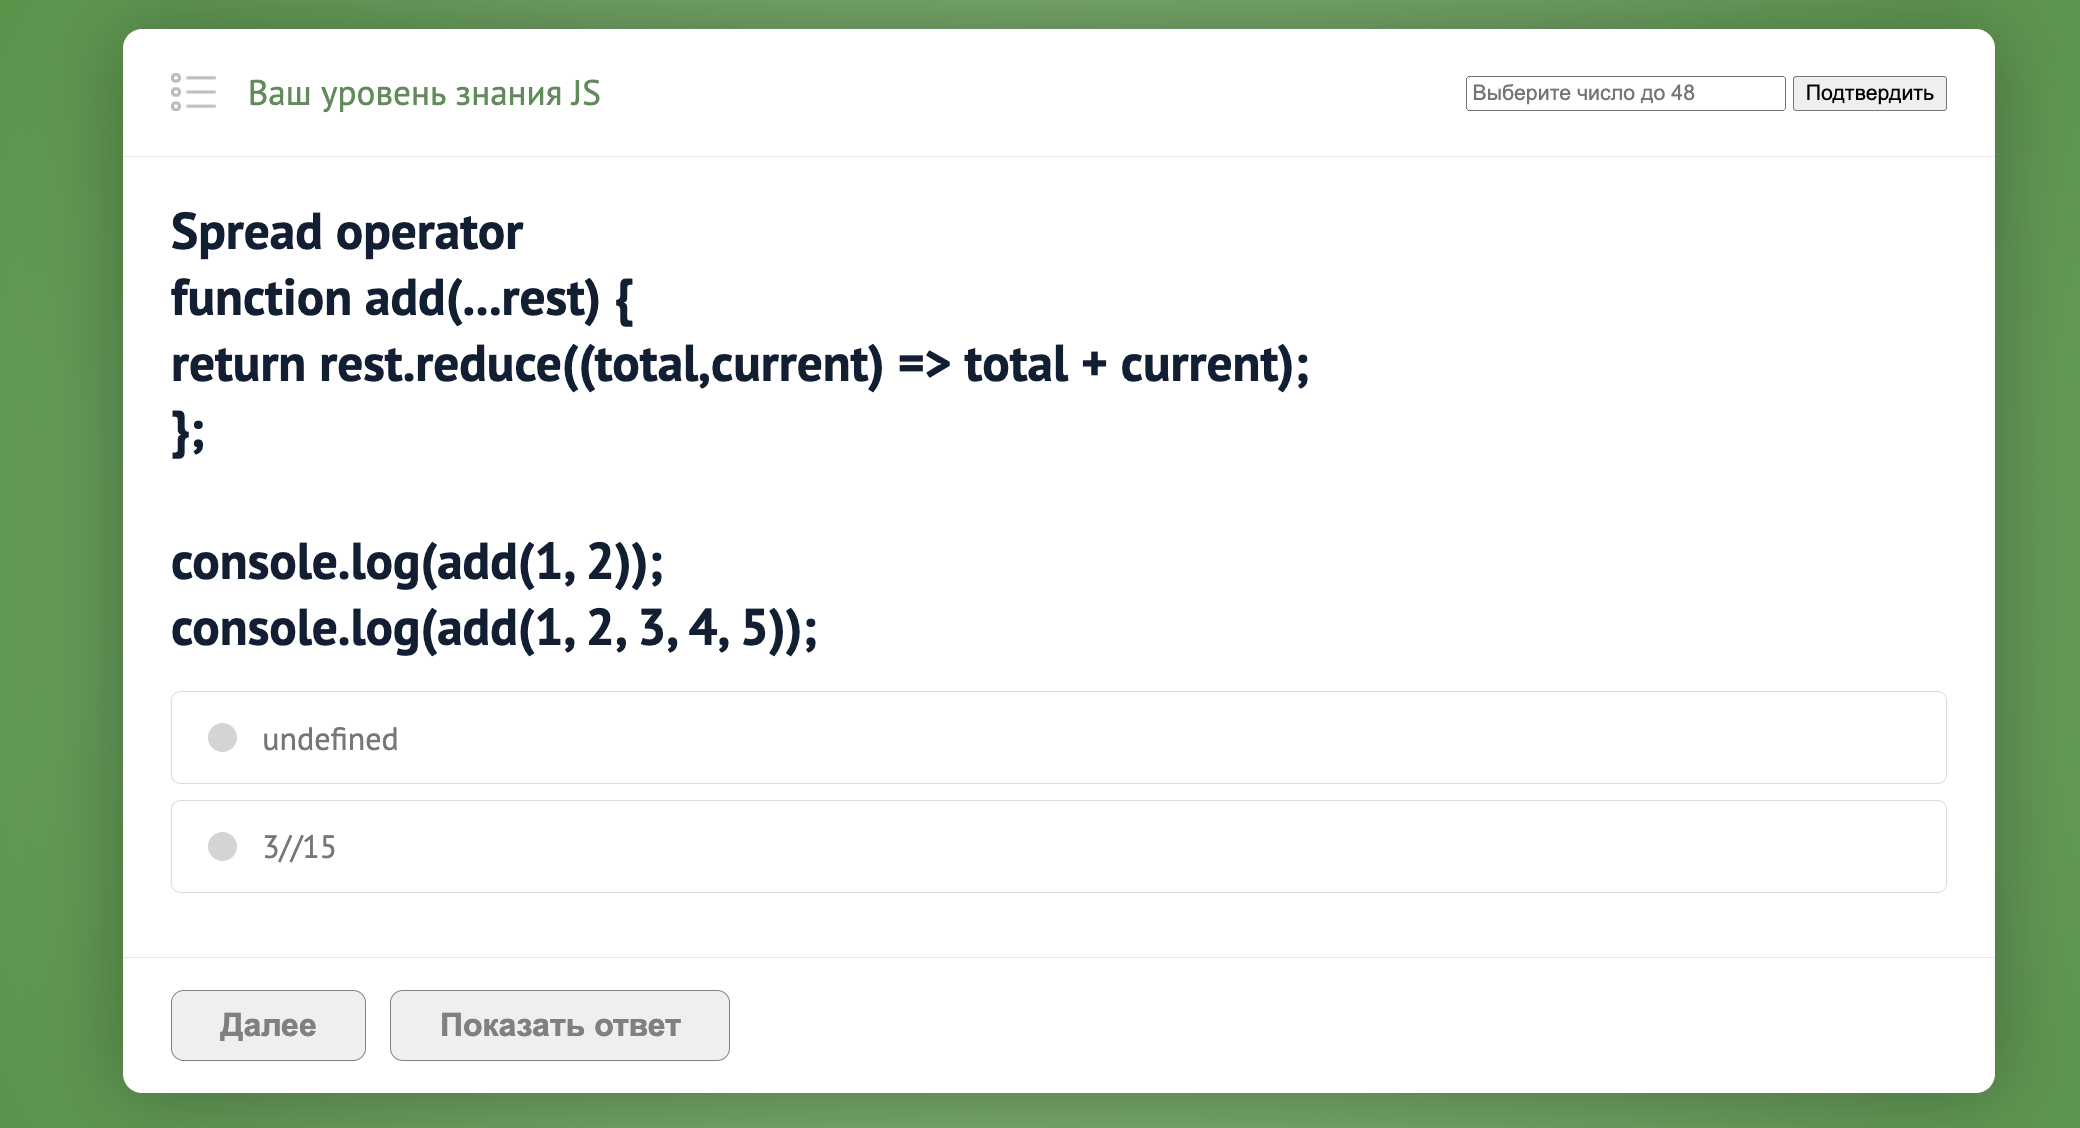 Ваш уровень знания JS
Выберите число до 48
Подтвердить
Spread operator
function add(...rest) {
return rest.reduce((total,current) => total + current);
};
console.log(add(1, 2));
console.log(add(1, 2, 3, 4, 5));
undefined
3//15
Далее
Показать ответ